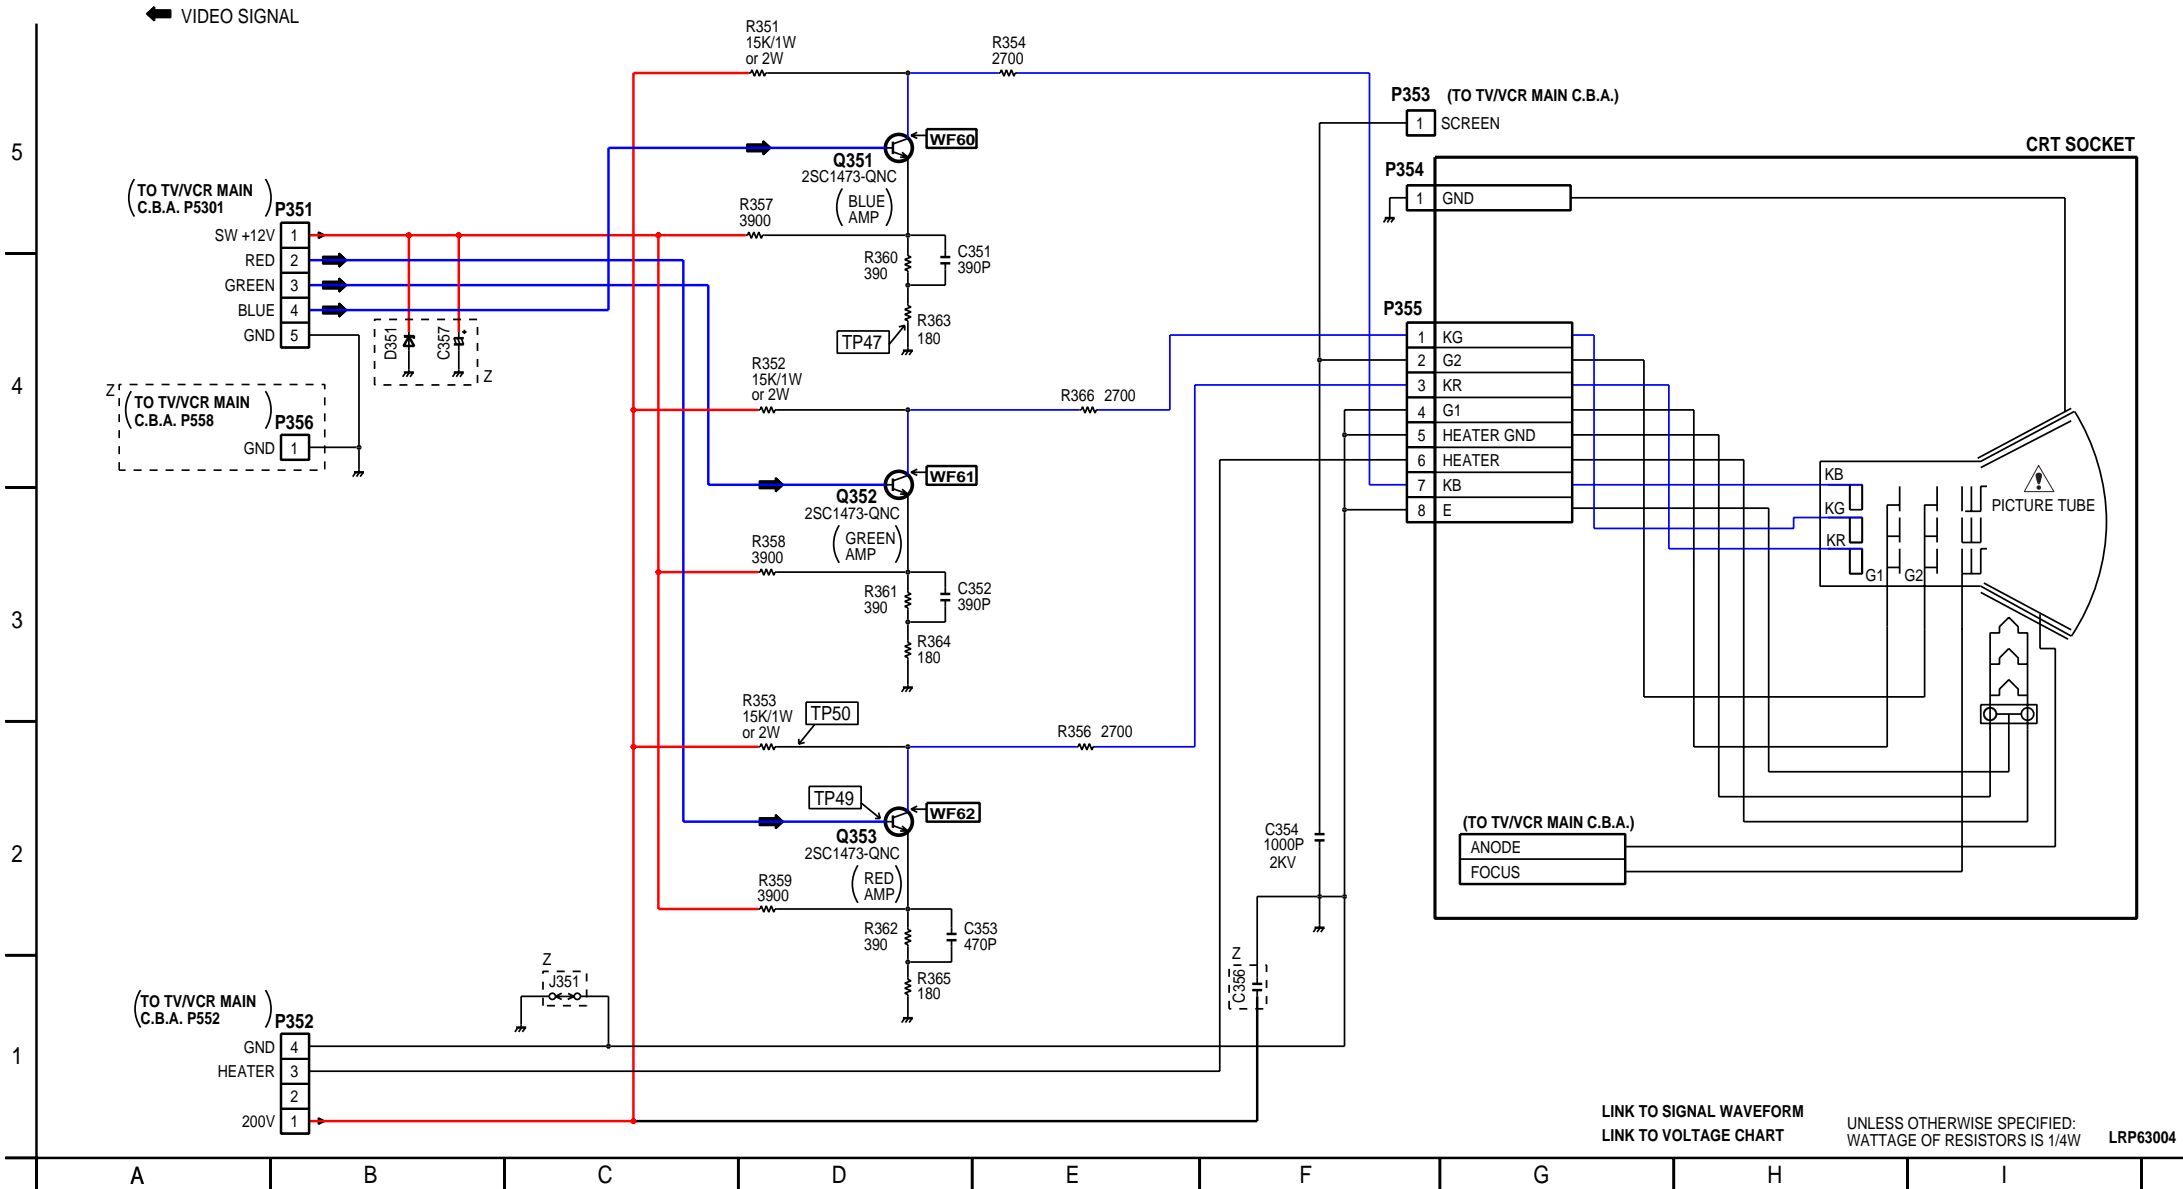 VIDEO SIGNAL
R351
15K/1W
or 2W
R354
2700
P353 (TO TV/VCR MAIN C.B.A.)
1 SCREEN
CRT SOCKET
5
WF60
Q351
2SC1473-QNC
(BLUE
AMP)
P354
1 GND
(TO TV/VCR MAIN
C.B.A. P5301)
P351
SW +12V 1
RED 2
GREEN 3
BLUE 4
GND 5
R357
3900
R360
390
C351
390P
R363
180
TP47
D351
C357
Z
4
Z
(TO TV/VCR MAIN
C.B.A. P558)
P356
GND 1
R352
15K/1W
or 2W
R366 2700
P355
1 KG
2 G2
3 KR
4 G1
5 HEATER GND
6 HEATER
7 KB
8 E
WF61
Q352
2SC1473-QNC
(GREEN
AMP)
KB
KG
KR
G1
G2
PICTURE TUBE
R358
3900
R361
390
C352
390P
3
R364
180
R353
15K/1W
or 2W
TP50
R356 2700
TP49
WF62
Q353
2SC1473-QNC
(RED
AMP)
2
C354
1000P
2KV
(TO TV/VCR MAIN C.B.A.)
ANODE
FOCUS
R359
3900
R362
390
C353
470P
R365
180
Z
J351
Z
C356
(TO TV/VCR MAIN
C.B.A. P552)
P352
GND 4
HEATER 3
2
200V 1
1
LINK TO SIGNAL WAVEFORM
LINK TO VOLTAGE CHART
UNLESS OTHERWISE SPECIFIED:
WATTAGE OF RESISTORS IS 1/4W
LRP63004
A B C D E F G H I